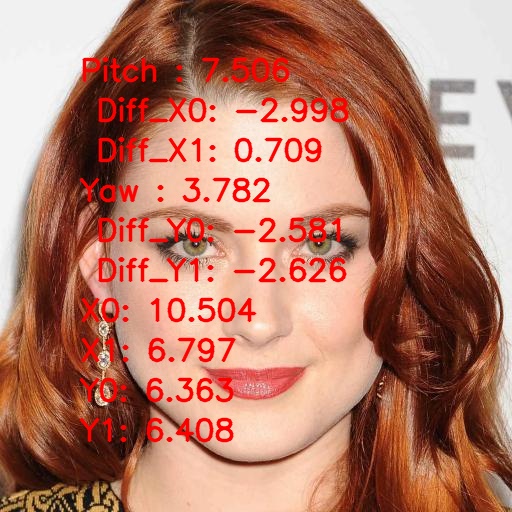 Pitch : 7.506
Diff_X0: -2.998
Diff_X1: 0.709
Yaw : 3.782
Diff_Y0: -2.581
Diff_Y1: -2.626
X0: 10.504
X1: 6.797
Y0: 6.363
Y1: 6.408